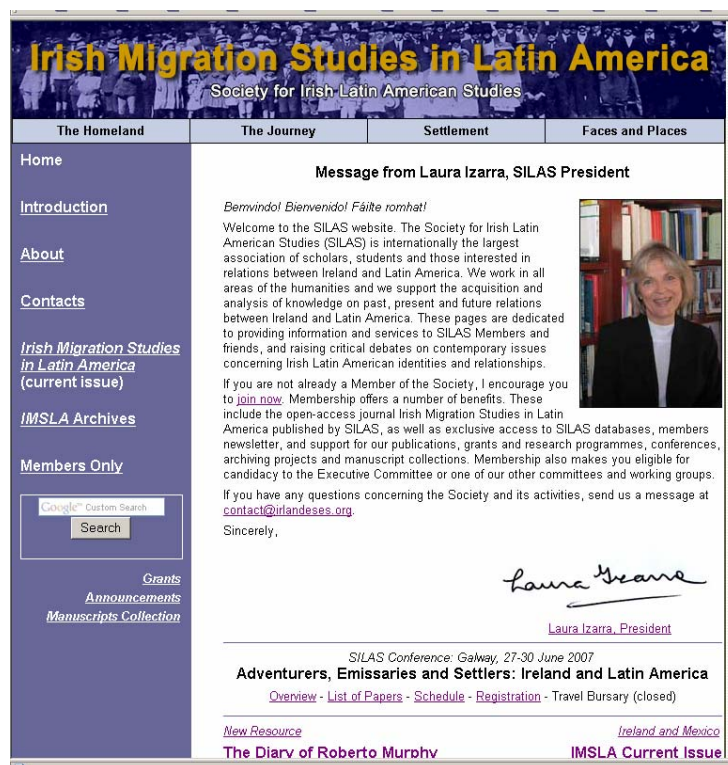 Irish Migration Studies in Latin America
Society for Irish Latin American Studies
The Homeland
The Journey
Settlement
Faces and Places
Home
Introduction
About
Contacts
Irish Migration Studies
in Latin America
(current issue)
IMSLA Archives
Members Only
Google™ Custom Search
Search
Grants
Announcements
Manuscripts Collection
Message from Laura Izarra, SILAS President
Bemvindo! Bienvenido! Fáilte romhat!
Welcome to the SILAS website. The Society for Irish Latin
American Studies (SILAS) is internationally the largest
association of scholars, students and those interested in
relations between Ireland and Latin America. We work in all
areas of the humanities and we support the acquisition and
analysis of knowledge on past, present and future relations
between Ireland and Latin America. These pages are dedicated
to providing information and services to SILAS Members and
friends, and raising critical debates on contemporary issues
concerning Irish Latin American identities and relationships.
If you are not already a Member of the Society, I encourage you
to join now. Membership offers a number of benefits. These
include the open-access journal Irish Migration Studies in Latin
America published by SILAS, as well as exclusive access to SILAS databases, members
newsletter, and support for our publications, grants and research programmes, conferences,
archiving projects and manuscript collections. Membership also makes you eligible for
candidacy to the Executive Committee or one of our other committees and working groups.
If you have any questions concerning the Society and its activities, send us a message at
contact@irlandeses.org.
Sincerely,
Laura Izarra
Laura Izarra, President
SILAS Conference: Galway, 27-30 June 2007
Adventurers, Emissaries and Settlers: Ireland and Latin America
Overview - List of Papers - Schedule - Registration - Travel Bursary (closed)
New Resource
The Diary of Roberto Murphy
Ireland and Mexico
IMSLA Current Issue